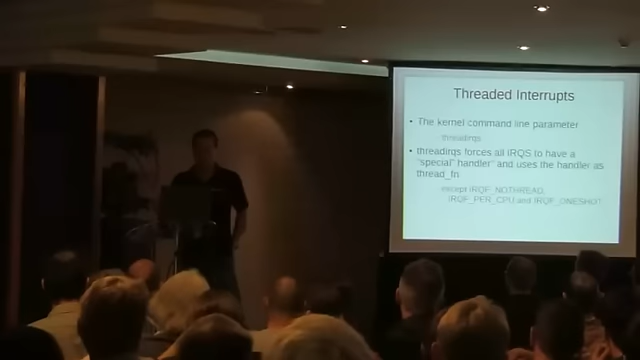 Threaded Interrupts
• The kernel command line parameter
threadirqs
• threadirqs forces all IRQS to have a
"special" handler" and uses the handler as
thread_fn
except IRQF_NOTHREAD,
IRQF_PER_CPU and IRQF_ONESHOT